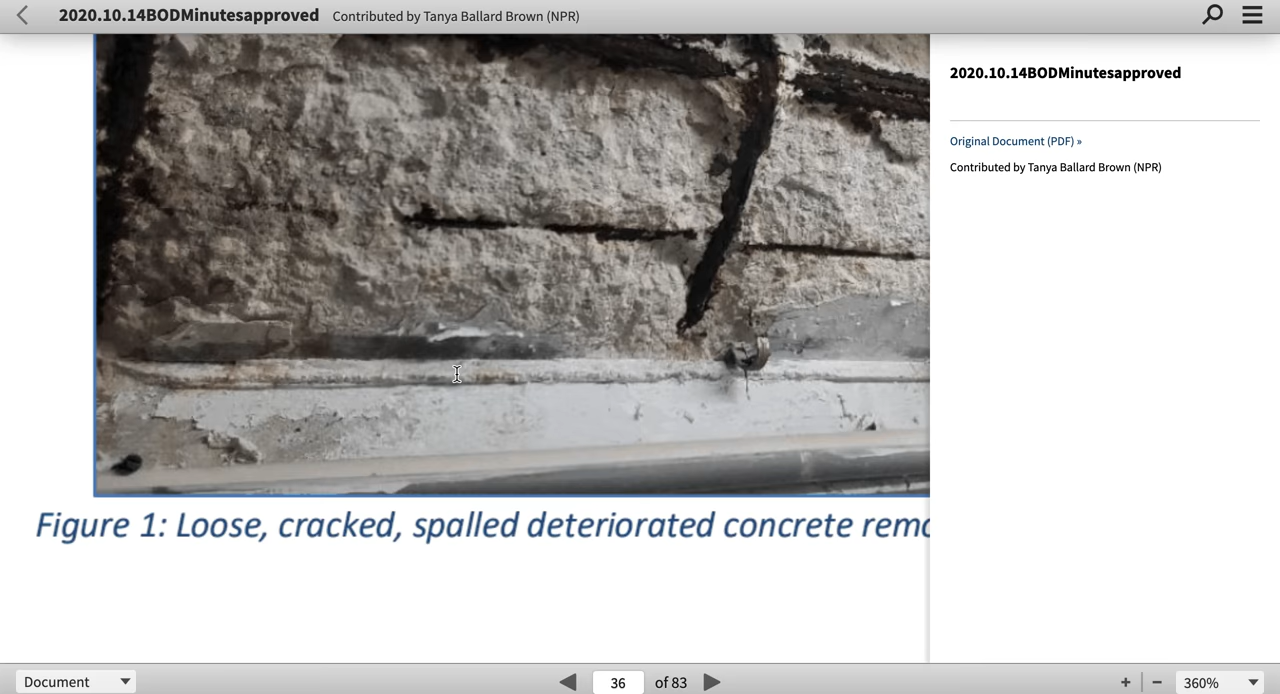 2020.10.14BODMinutesapproved Contributed by Tanya Ballard Brown (NPR)
2020.10.14BODMinutesapproved
Original Document (PDF) »
Contributed by Tanya Ballard Brown (NPR)
Figure 1: Loose, cracked, spalled deteriorated concrete
Document 36 of 83 + − 360%